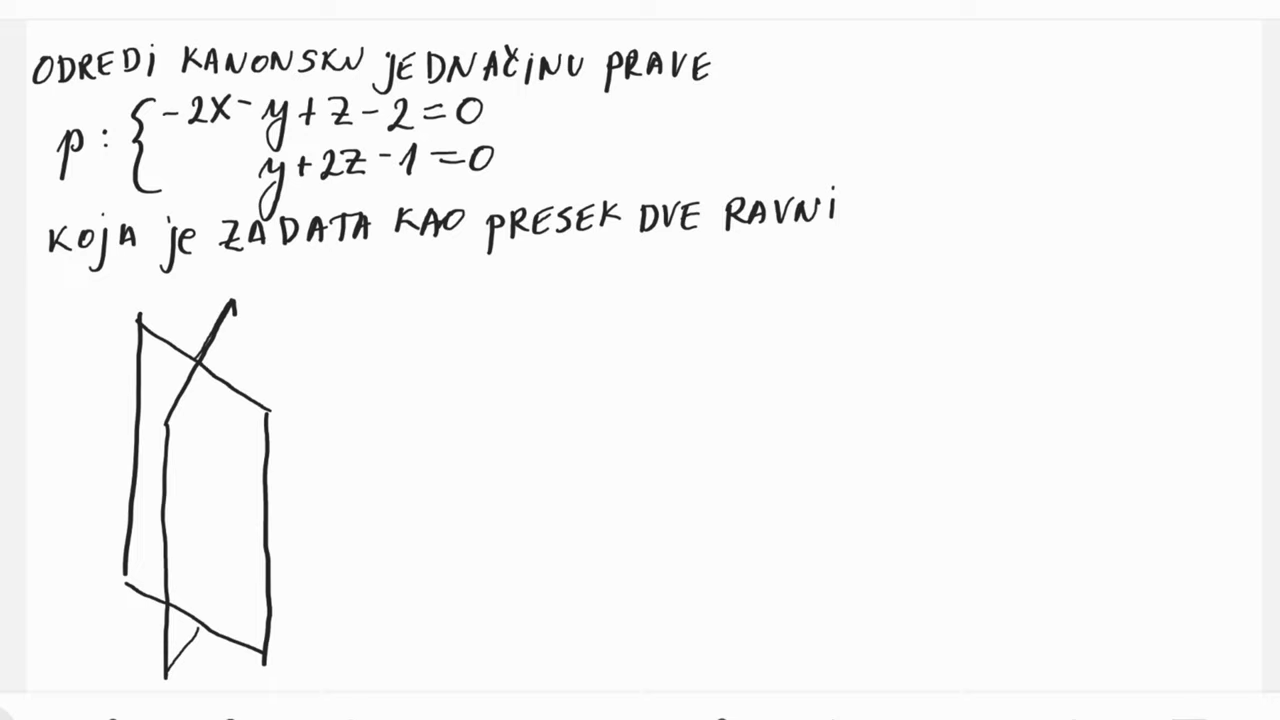 ODREDI KANONSKU JEDNAČINU PRAVE
p: { -2x - y + z - 2 = 0
y + 2z - 1 = 0
KOJA je ZADATA KAO PRESEK DVE RAVNI